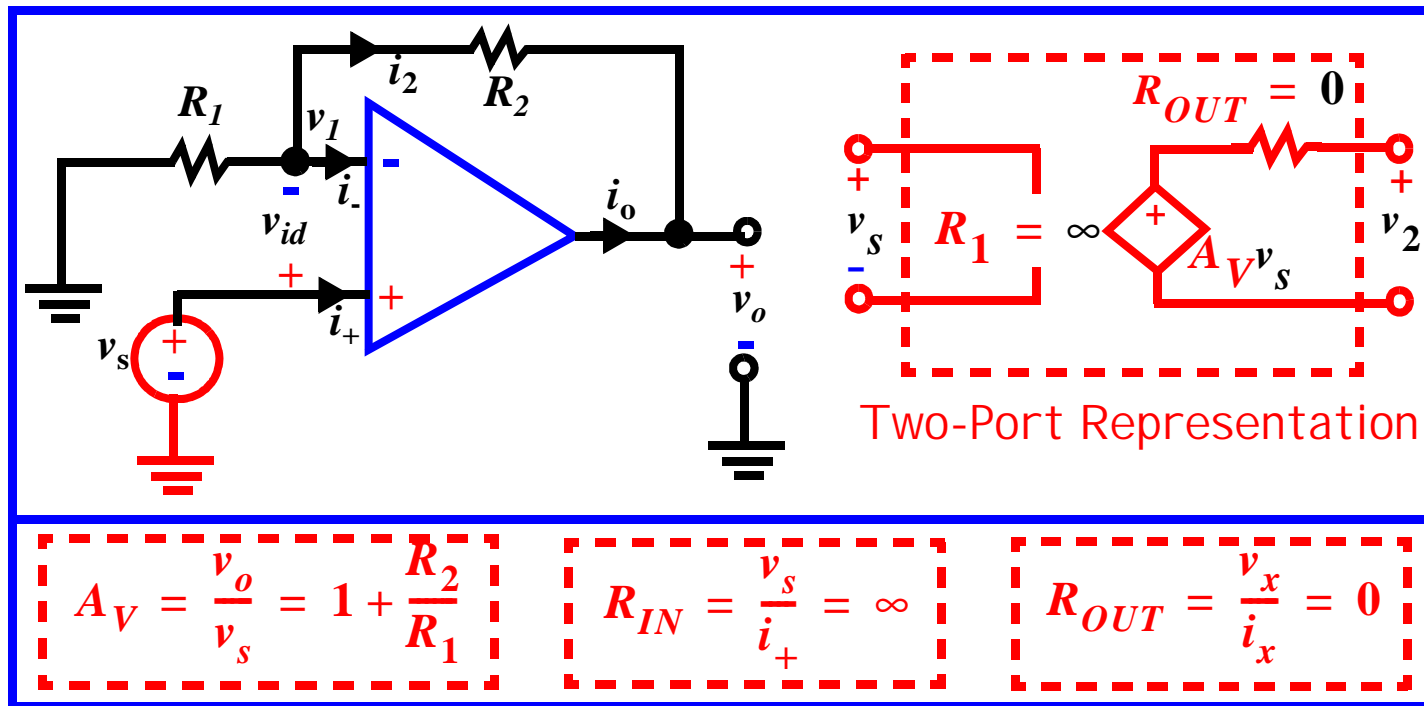 R1
i2
R2
v1
-
i-
-
vid
+
i+
+
io
vs
+
-
+
vo
-
ROUT = 0
+
vs
-
R1 = ∞
+
AVvs
+
v2
Two-Port Representation
AV = vo/vs = 1 + R2/R1
RIN = vs/i+ = ∞
ROUT = vx/ix = 0